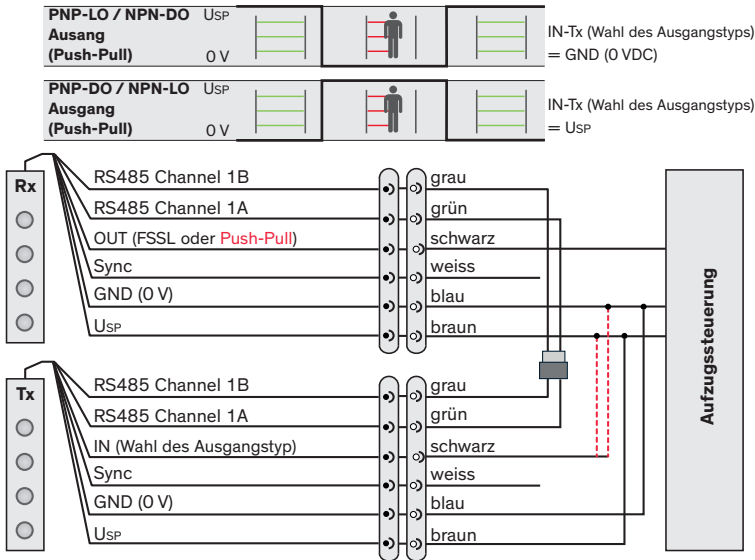 PNP-LO / NPN-DO USP
Ausang
(Push-Pull) 0 V
IN-Tx (Wahl des Ausgangstyps)
= GND (0 VDC)
PNP-DO / NPN-LO USP
Ausgang
(Push-Pull) 0 V
IN-Tx (Wahl des Ausgangstyps)
= USP
Rx
RS485 Channel 1B grau
RS485 Channel 1A grün
OUT (FSSL oder Push-Pull) schwarz
Sync weiss
GND (0 V) blau
USP braun
Tx
RS485 Channel 1B grau
RS485 Channel 1A grün
IN (Wahl des Ausgangstyp) schwarz
Sync weiss
GND (0 V) blau
USP braun
Aufzugssteuerung